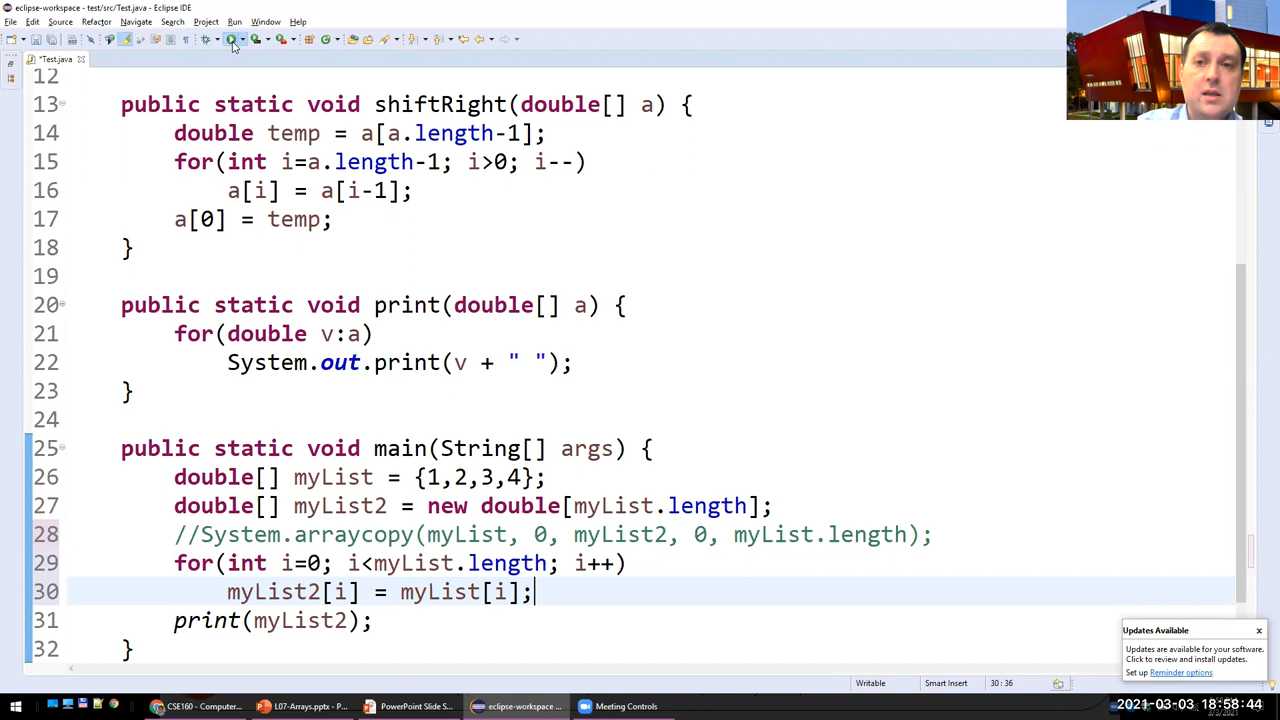 eclipse-workspace - test/src/Test.java - Eclipse IDE
File Edit Source Refactor Navigate Search Project Run Window Help
*Test.java
12
13 public static void shiftRight(double[] a) {
14 double temp = a[a.length-1];
15 for(int i=a.length-1; i>0; i--)
16 a[i] = a[i-1];
17 a[0] = temp;
18 }
19
20 public static void print(double[] a) {
21 for(double v:a)
22 System.out.print(v + " ");
23 }
24
25 public static void main(String[] args) {
26 double[] myList = {1,2,3,4};
27 double[] myList2 = new double[myList.length];
28 //System.arraycopy(myList, 0, myList2, 0, myList.length);
29 for(int i=0; i<myList.length; i++)
30 myList2[i] = myList[i];
31 print(myList2);
32 }
Updates Available
Updates are available for your software.
Click to review and install updates.
Set up Reminder options
Writable Smart Insert 30 : 36
CSE160 - Computer... L07-Arrays.pptx - P... PowerPoint Slide S... eclipse-workspace ... Meeting Controls
2021-03-03 18:58:44